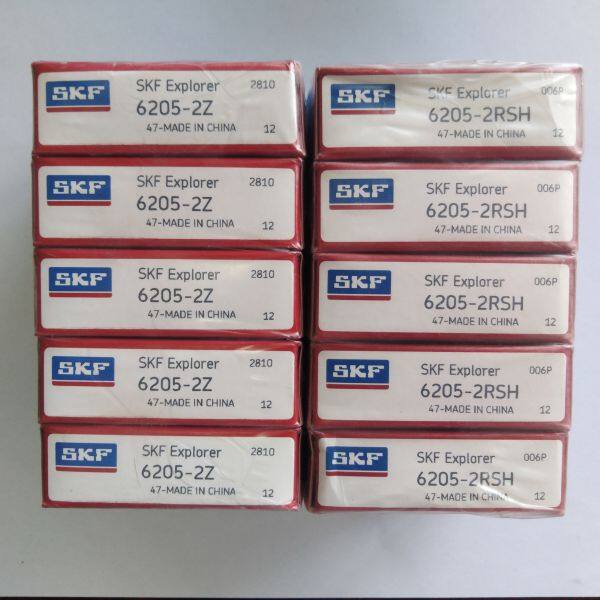 SKF
SKF Explorer 2810
6205-2Z
47-MADE IN CHINA 12
SKF
SKF Explorer 2810
6205-2Z
47-MADE IN CHINA 12
SKF
SKF Explorer 2810
6205-2Z
47-MADE IN CHINA 12
SKF
SKF Explorer 2810
6205-2Z
47-MADE IN CHINA 12
SKF
SKF Explorer 2810
6205-2Z
47-MADE IN CHINA 12
SKF
SKF Explorer 006P
6205-2RSH
47-MADE IN CHINA 12
SKF
SKF Explorer 006P
6205-2RSH
47-MADE IN CHINA 12
SKF
SKF Explorer 006P
6205-2RSH
47-MADE IN CHINA 12
SKF
SKF Explorer 006P
6205-2RSH
47-MADE IN CHINA 12
SKF
SKF Explorer 006P
6205-2RSH
47-MADE IN CHINA 12